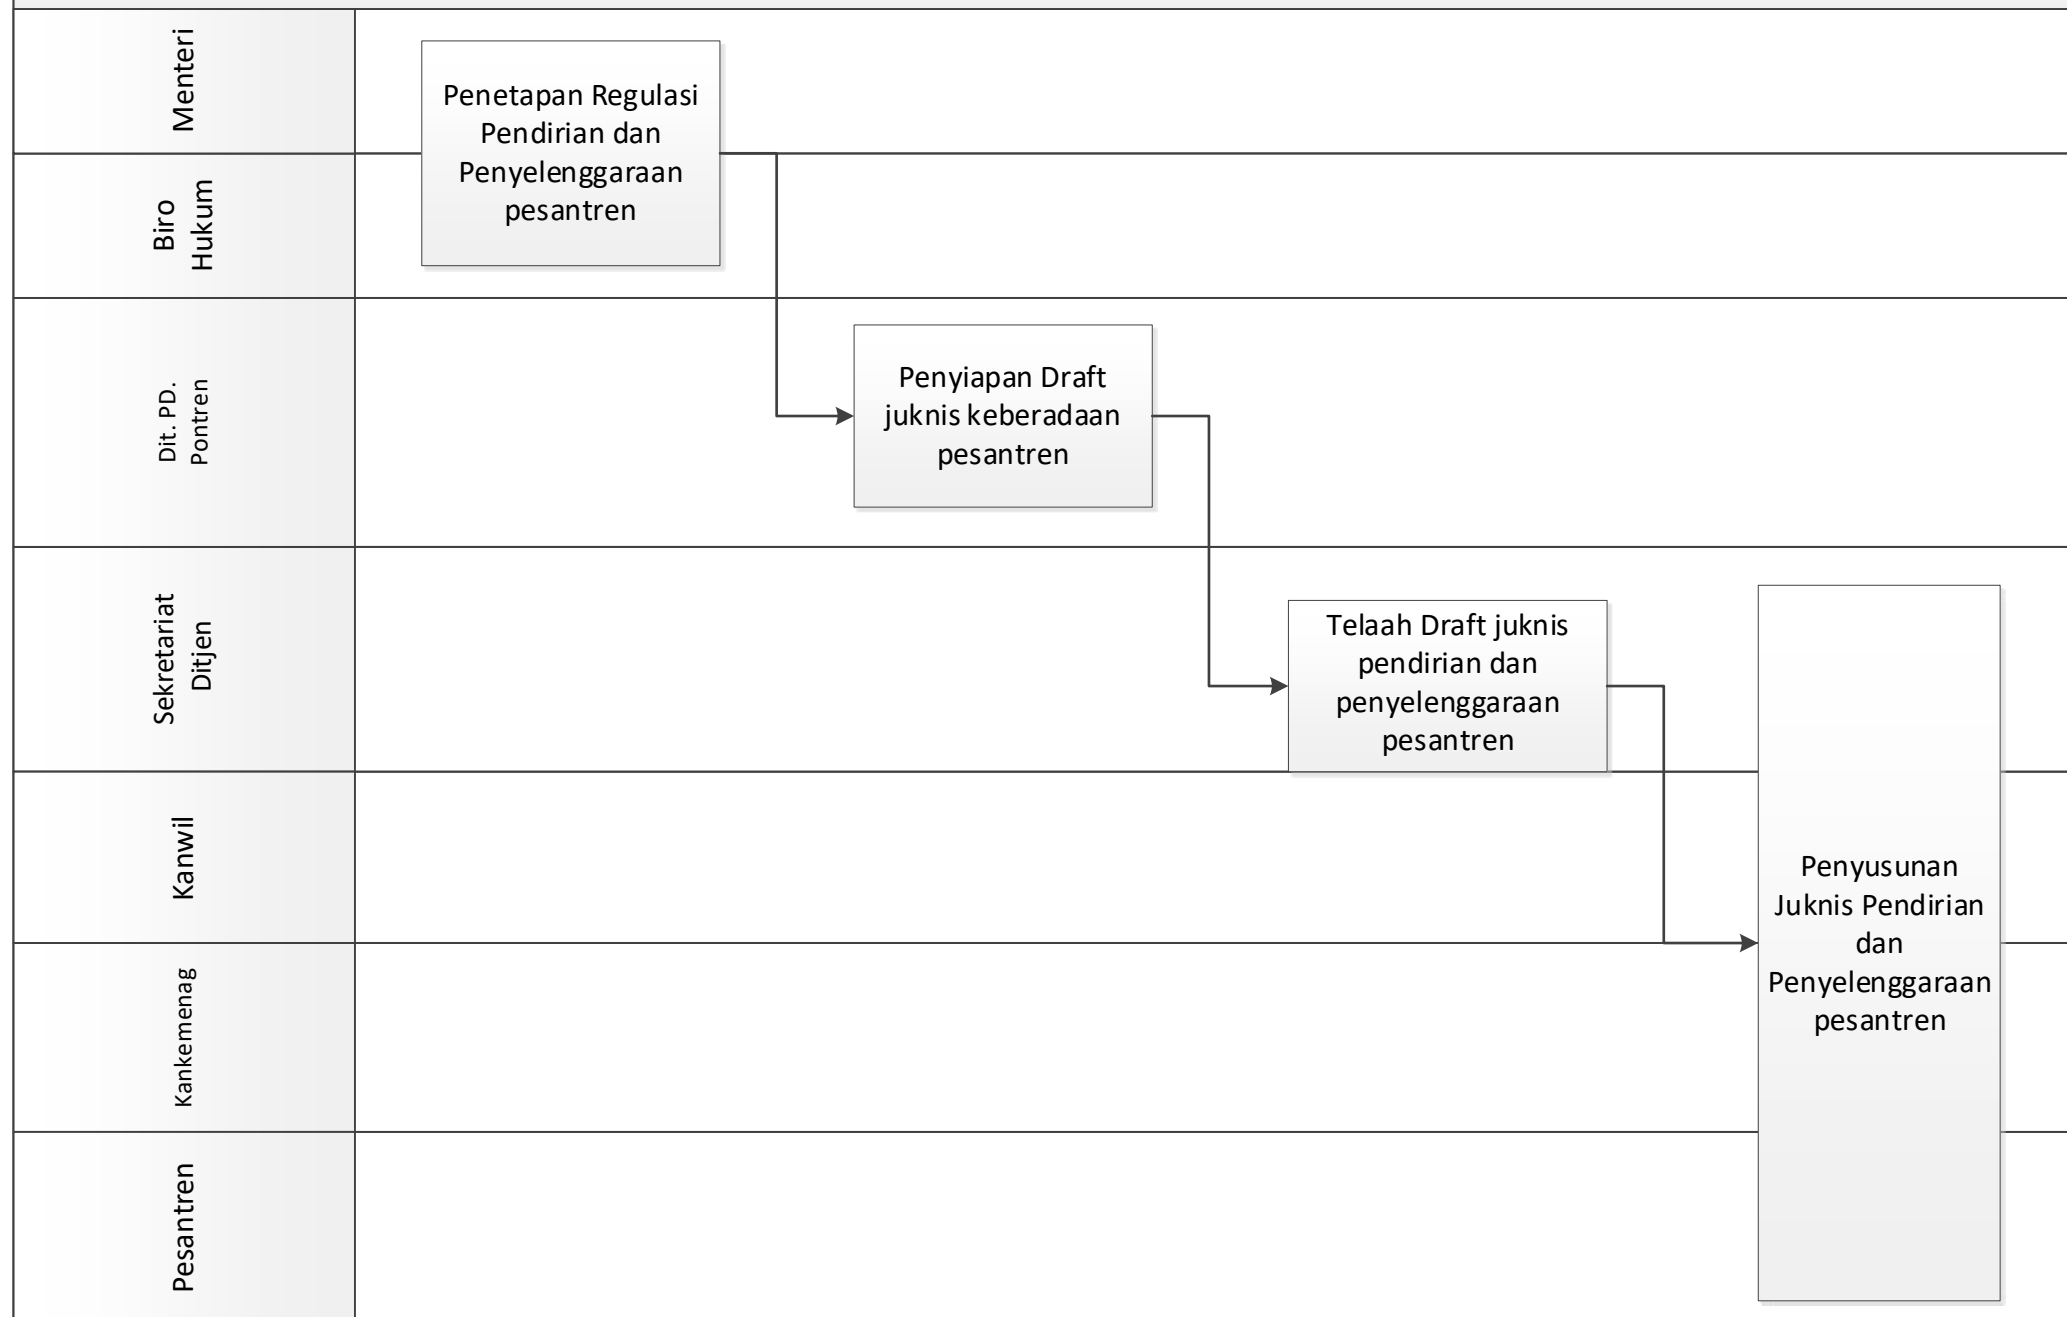 Menteri
Penetapan Regulasi
Pendirian dan
Penyelenggaraan
pesantren
Biro
Hukum
Dit. PD.
Pontren
Penyiapan Draft
juknis keberadaan
pesantren
Sekretariat
Ditjen
Telaah Draft juknis
pendirian dan
penyelenggaraan
pesantren
Kanwil
Penyusunan
Juknis Pendirian
dan
Penyelenggaraan
pesantren
Kankemenag
Pesantren